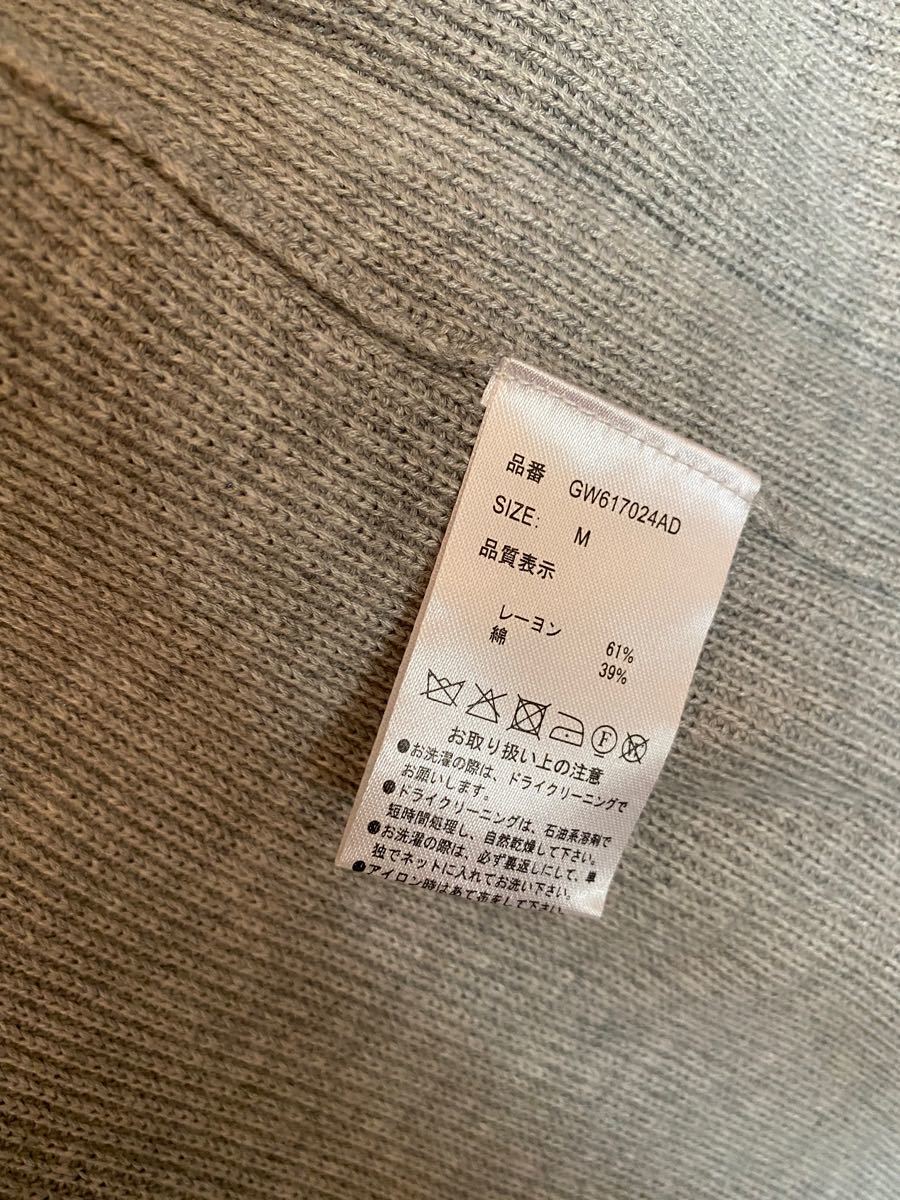 品番 GW617024AD
SIZE: M
品質表示
レーヨン 61%
綿 39%
F
お取り扱い上の注意
●お洗濯の際は、ドライクリーニングで
お願いします。
●ドライクリーニングは、石油系溶剤で
短時間処理し、自然乾燥して下さい。
●お洗濯の際は、必ず裏返しにして、単
独でネットに入れてお洗い下さい。
●アイロン時はあて布をして下さい。